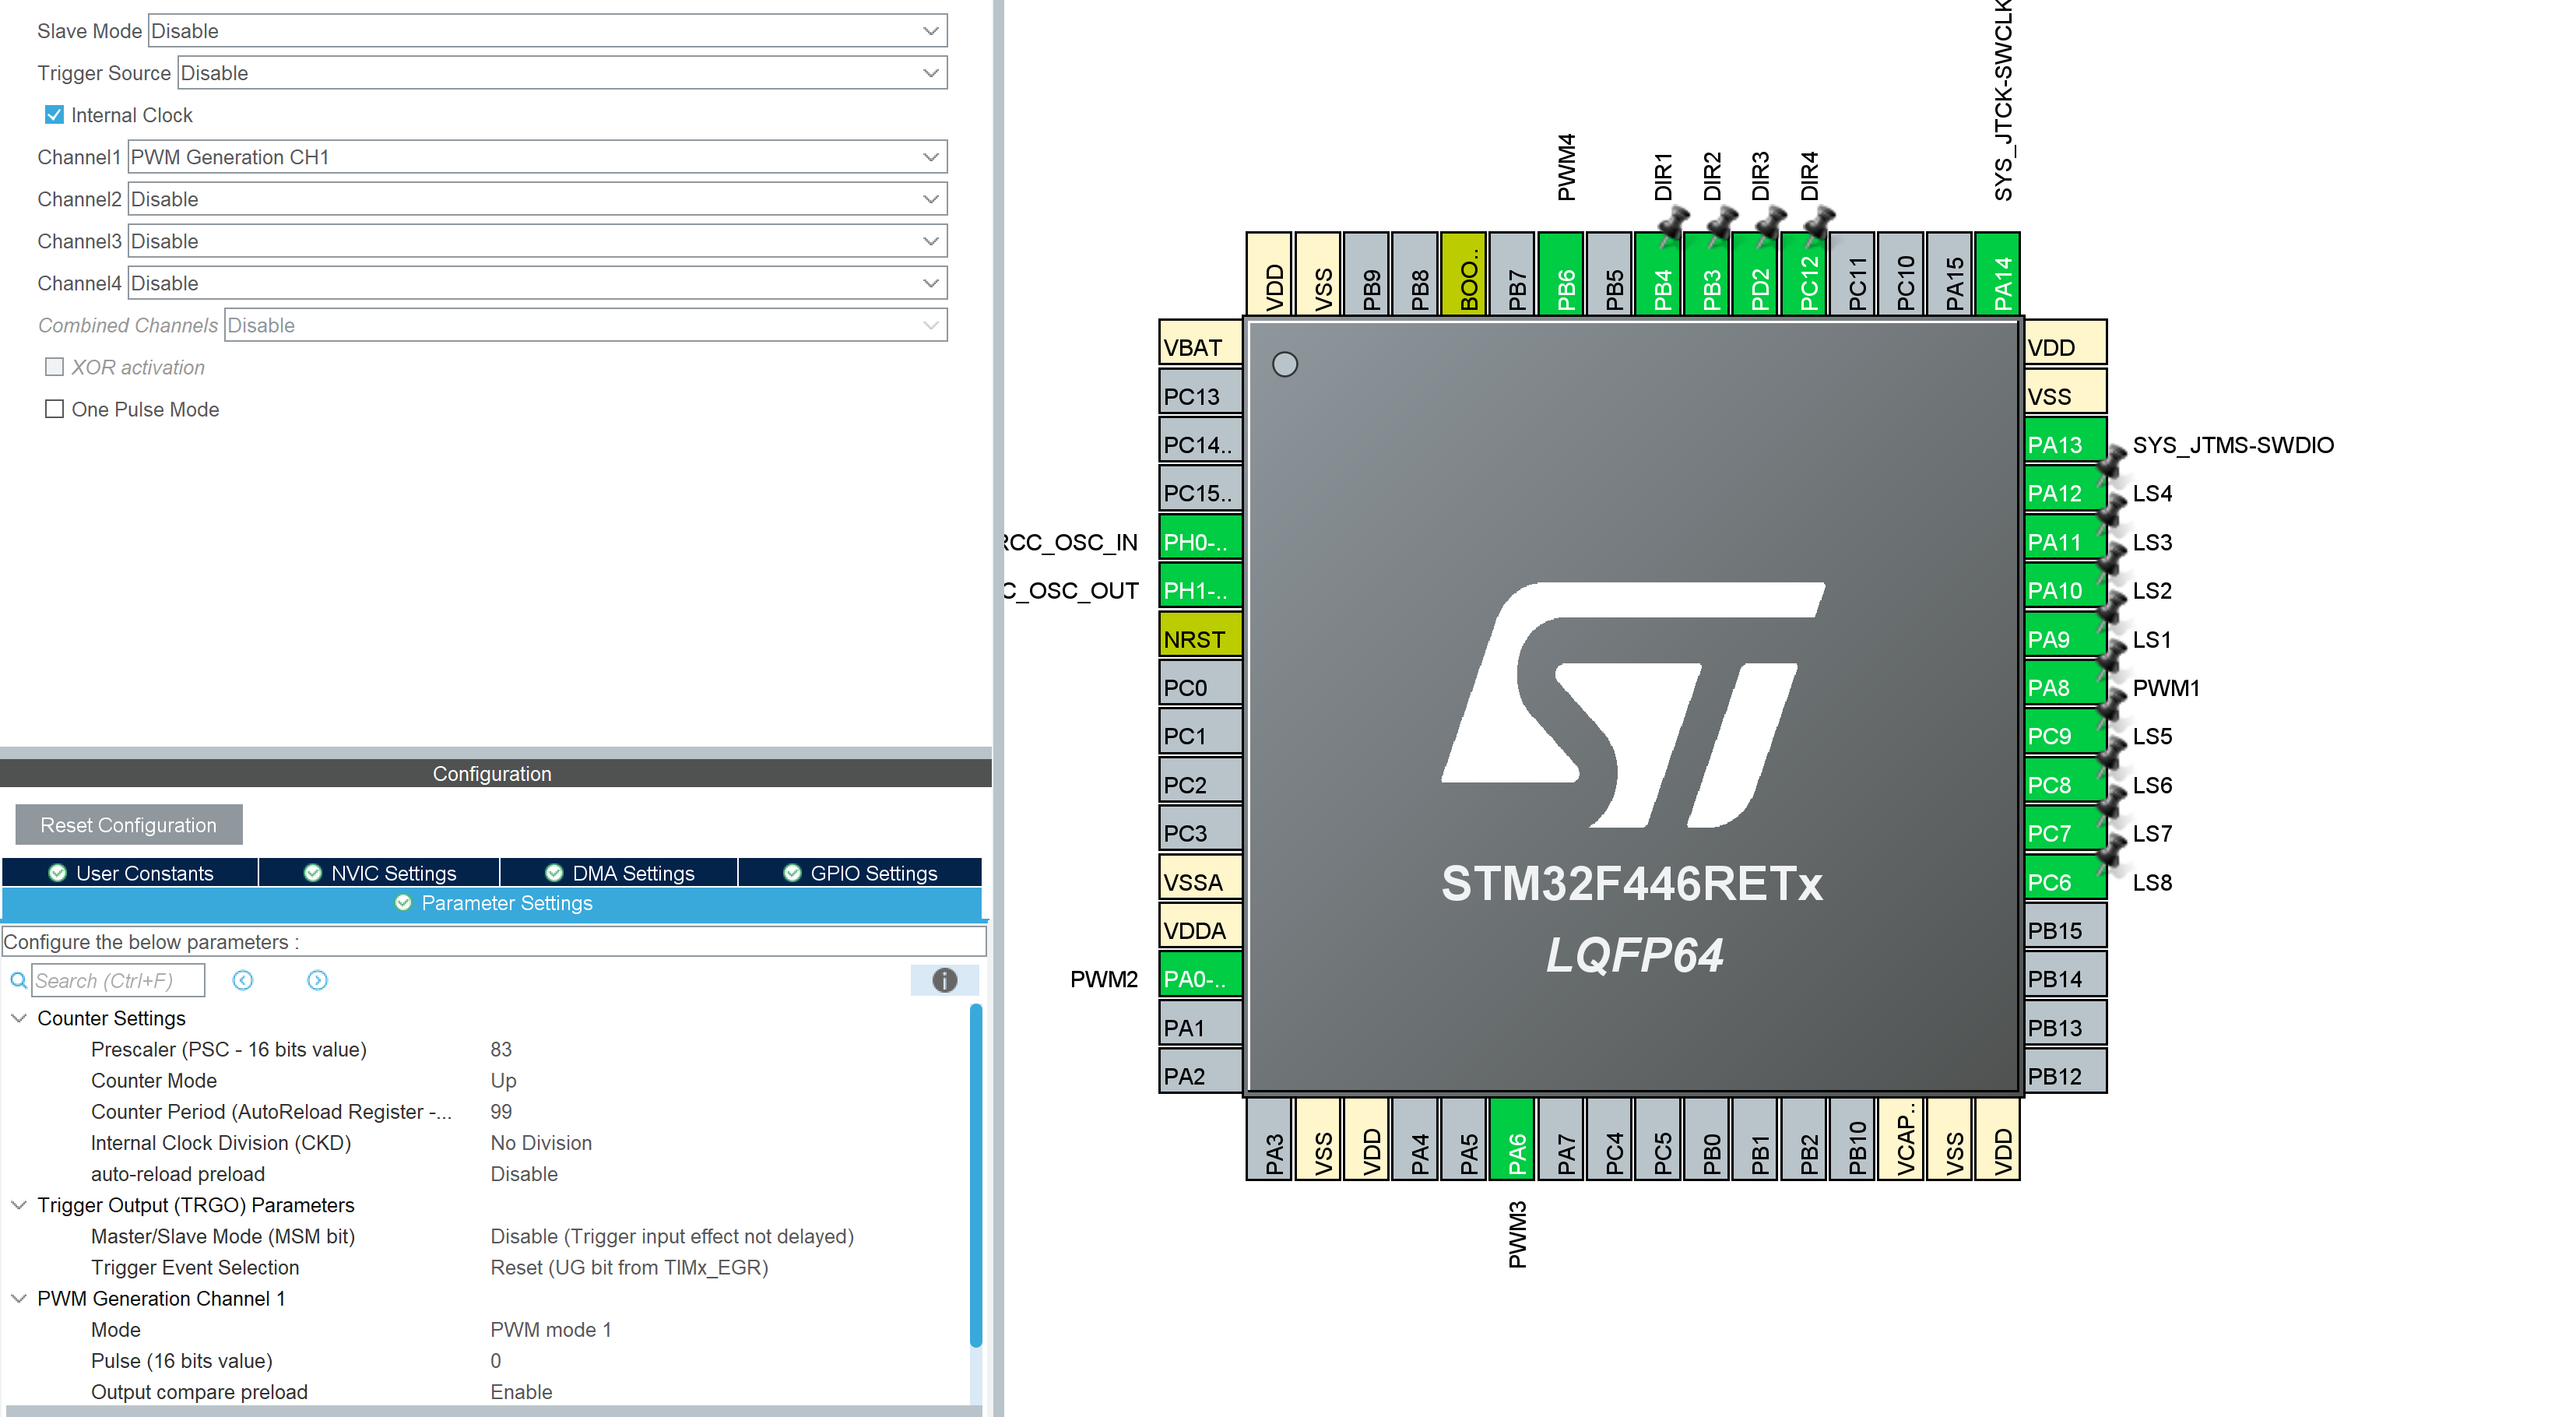 Slave Mode Disable
Trigger Source Disable
Internal Clock
Channel1 PWM Generation CH1
Channel2 Disable
Channel3 Disable
Channel4 Disable
Combined Channels Disable
XOR activation
One Pulse Mode
Configuration
Reset Configuration
User Constants NVIC Settings DMA Settings GPIO Settings
Parameter Settings
Configure the below parameters :
Search (Ctrl+F)
Counter Settings
Prescaler (PSC - 16 bits value) 83
Counter Mode Up
Counter Period (AutoReload Register -... 99
Internal Clock Division (CKD) No Division
auto-reload preload Disable
Trigger Output (TRGO) Parameters
Master/Slave Mode (MSM bit) Disable (Trigger input effect not delayed)
Trigger Event Selection Reset (UG bit from TIMx_EGR)
PWM Generation Channel 1
Mode PWM mode 1
Pulse (16 bits value) 0
Output compare preload Enable
PWM4
DIR1
DIR2
DIR3
DIR4
SYS_JTCK-SWCLK
VDD
VSS
PB9
PB8
BOO..
PB7
PB6
PB5
PB4
PB3
PD2
PC12
PC11
PC10
PA15
PA14
VBAT
PC13
PC14..
PC15..
RCC_OSC_IN PH0-..
C_OSC_OUT PH1-..
NRST
PC0
PC1
PC2
PC3
VSSA
VDDA
PWM2 PA0-..
PA1
PA2
STM32F446RETx
LQFP64
VDD
VSS
PA13 SYS_JTMS-SWDIO
PA12 LS4
PA11 LS3
PA10 LS2
PA9 LS1
PA8 PWM1
PC9 LS5
PC8 LS6
PC7 LS7
PC6 LS8
PB15
PB14
PB13
PB12
PA3
VSS
VDD
PA4
PA5
PA6
PA7
PC4
PC5
PB0
PB1
PB2
PB10
VCAP..
VSS
VDD
PWM3